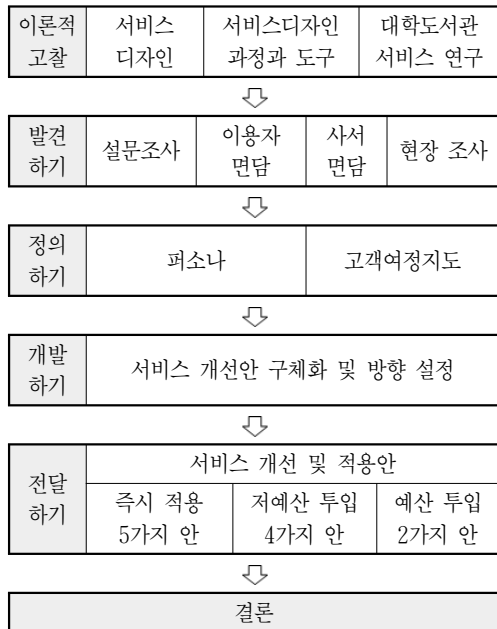 이론적
고찰
서비스
디자인
서비스디자인
과정과 도구
대학도서관
서비스 연구
발견
하기
설문조사
이용자
면담
사서
면담
현장 조사
정의
하기
퍼소나
고객여정지도
개발
하기
서비스 개선안 구체화 및 방향 설정
전달
하기
서비스 개선 및 적용안
즉시 적용
5가지 안
저예산 투입
4가지 안
예산 투입
2가지 안
결론